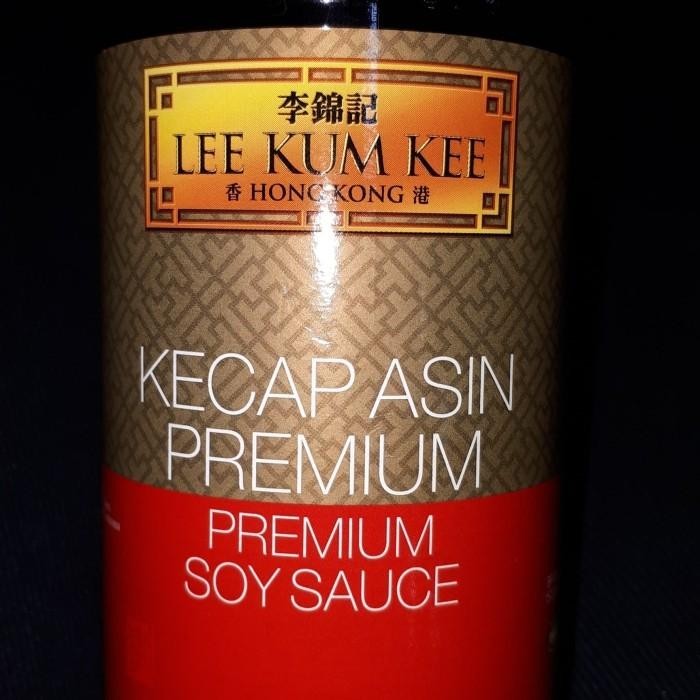 李錦記
LEE KUM KEE
香 HONG KONG 港
KECAP ASIN
PREMIUM
PREMIUM
SOY SAUCE